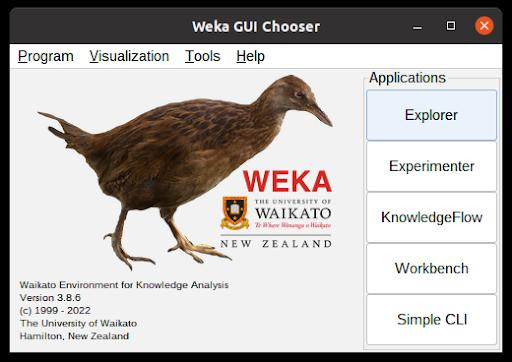 Weka GUI Chooser
Program Visualization Tools Help
Applications
Explorer
Experimenter
KnowledgeFlow
Workbench
Simple CLI
WEKA
THE UNIVERSITY OF
WAIKATO
Te Whare Wānanga o Waikato
NEW ZEALAND
Waikato Environment for Knowledge Analysis
Version 3.8.6
(c) 1999 - 2022
The University of Waikato
Hamilton, New Zealand